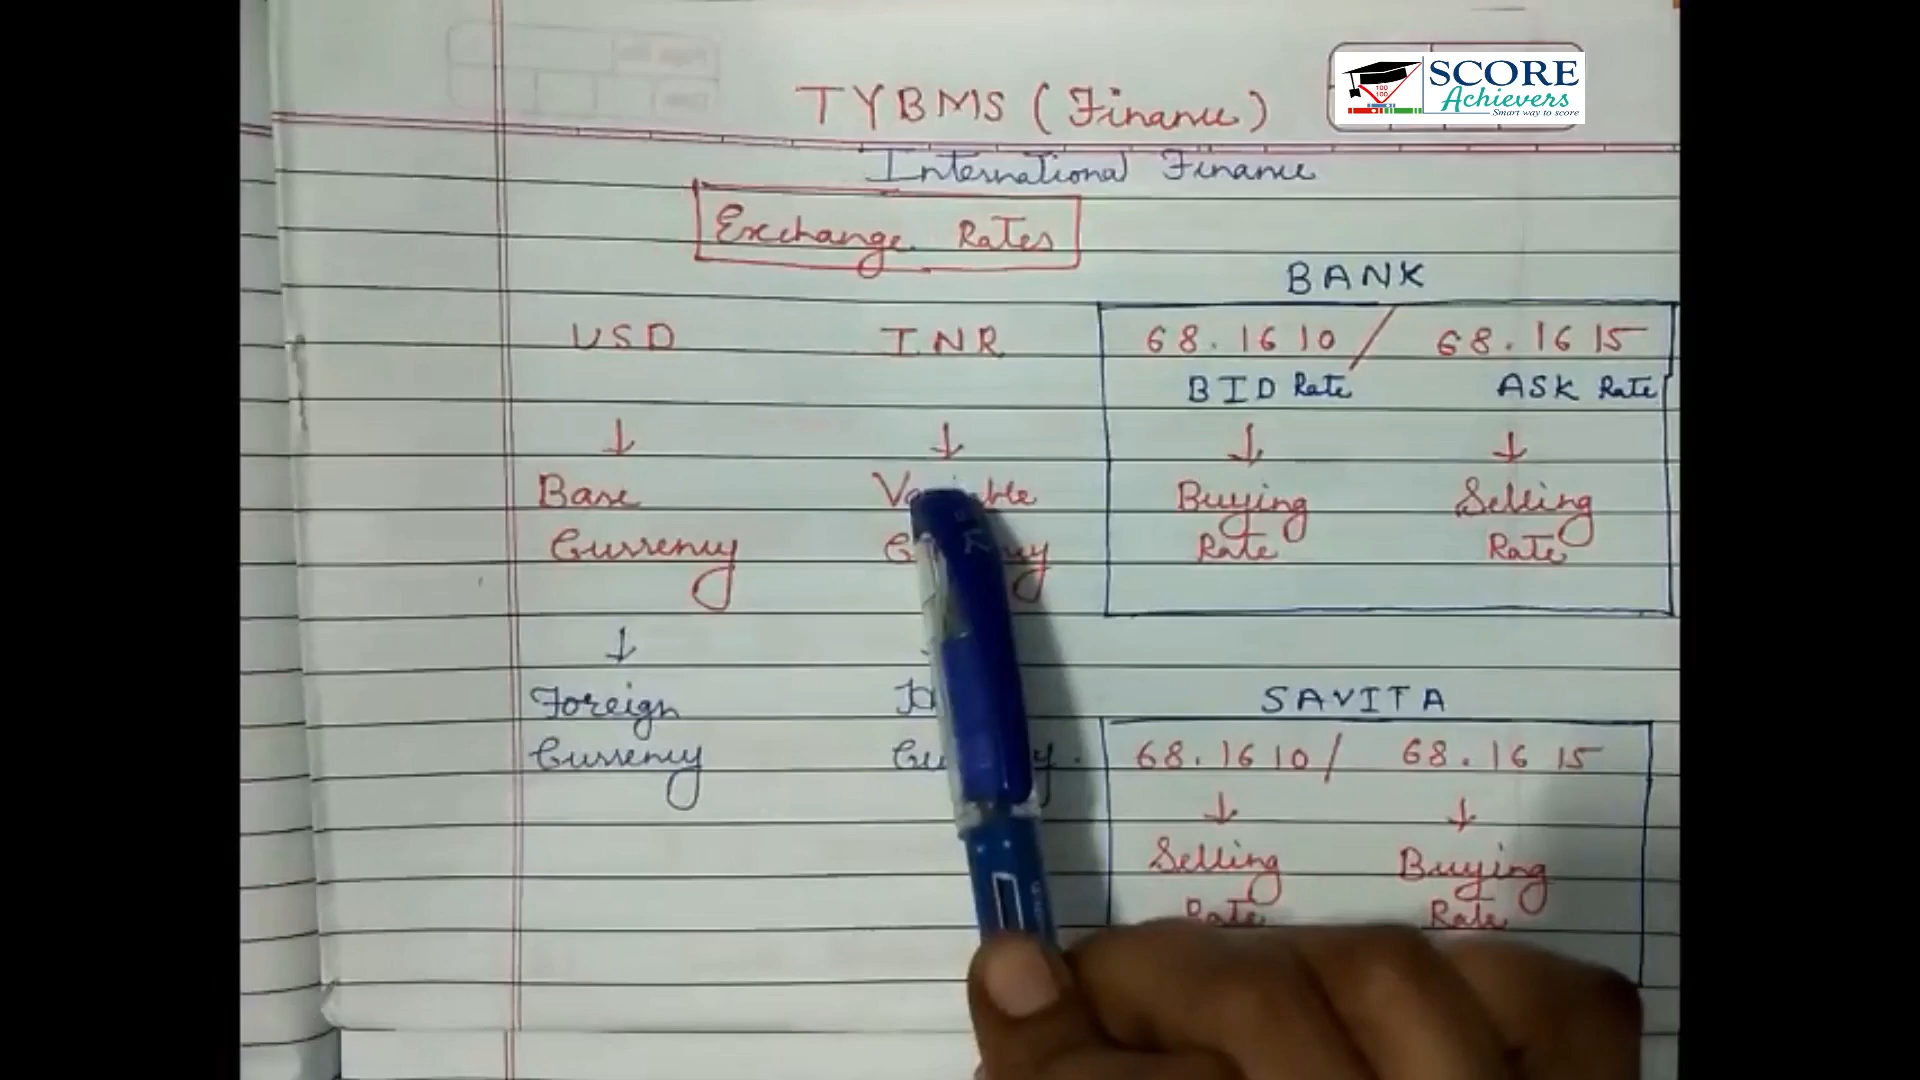 SCORE
Achievers
Smart way to score
100
100
TYBMS (Finance)
International Finance
Exchange Rates
BANK
USD INR 68.1610 / 68.1615
BID Rate ASK Rate
↓ ↓ ↓ ↓
Base Buying Selling
Currency Rate Rate
↓
Foreign
Currency
SAVITA
68.1610 / 68.1615
↓ ↓
Selling Buying
Rate Rate